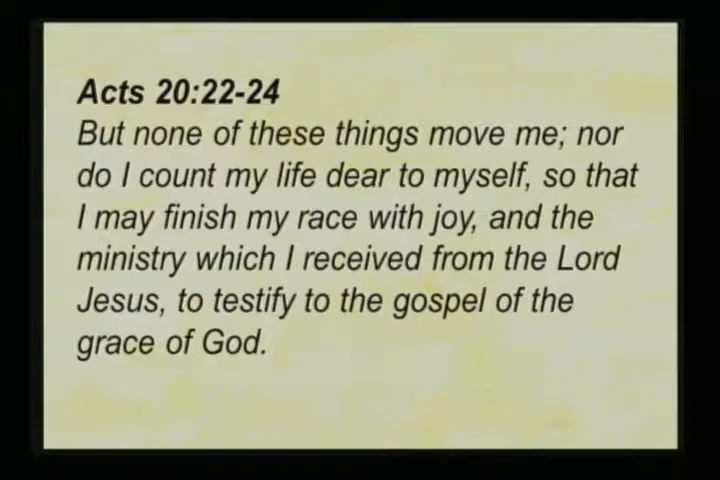 Acts 20:22-24
But none of these things move me; nor
do I count my life dear to myself, so that
I may finish my race with joy, and the
ministry which I received from the Lord
Jesus, to testify to the gospel of the
grace of God.